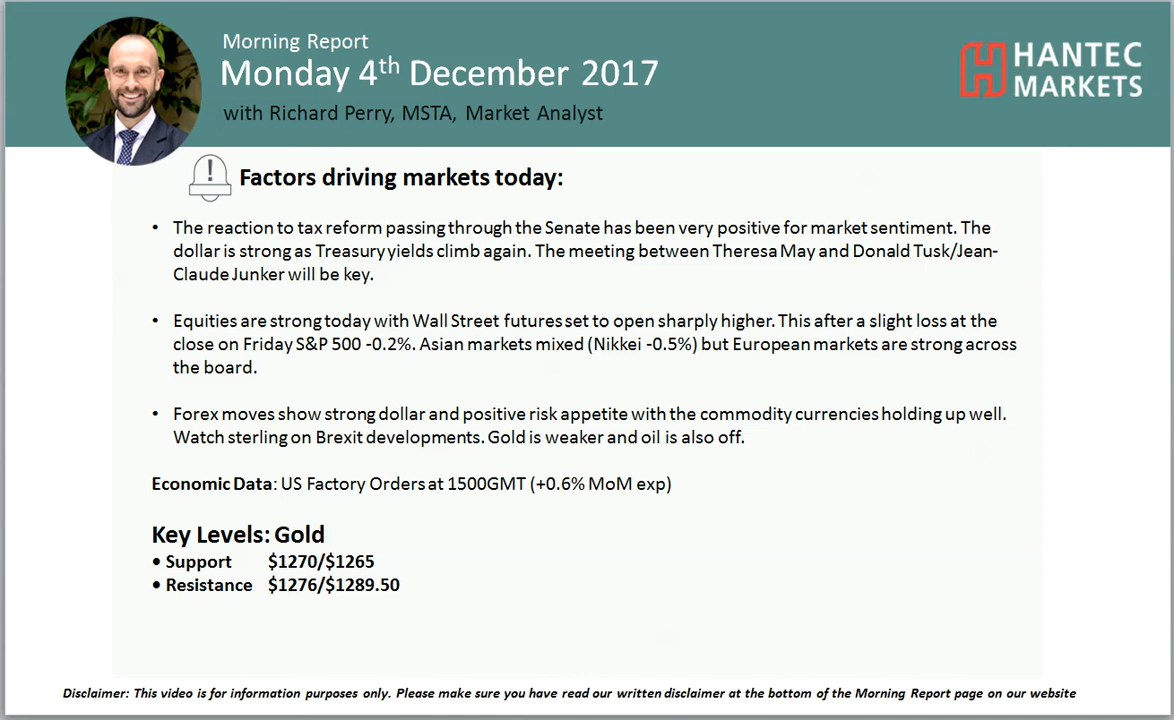 Morning Report
Monday 4th December 2017
with Richard Perry, MSTA, Market Analyst
HANTEC
MARKETS
Factors driving markets today:
• The reaction to tax reform passing through the Senate has been very positive for market sentiment. The
dollar is strong as Treasury yields climb again. The meeting between Theresa May and Donald Tusk/Jean-
Claude Junker will be key.
• Equities are strong today with Wall Street futures set to open sharply higher. This after a slight loss at the
close on Friday S&P 500 -0.2%. Asian markets mixed (Nikkei -0.5%) but European markets are strong across
the board.
• Forex moves show strong dollar and positive risk appetite with the commodity currencies holding up well.
Watch sterling on Brexit developments. Gold is weaker and oil is also off.
Economic Data: US Factory Orders at 1500GMT (+0.6% MoM exp)
Key Levels: Gold
• Support $1270/$1265
• Resistance $1276/$1289.50
Disclaimer: This video is for information purposes only. Please make sure you have read our written disclaimer at the bottom of the Morning Report page on our website